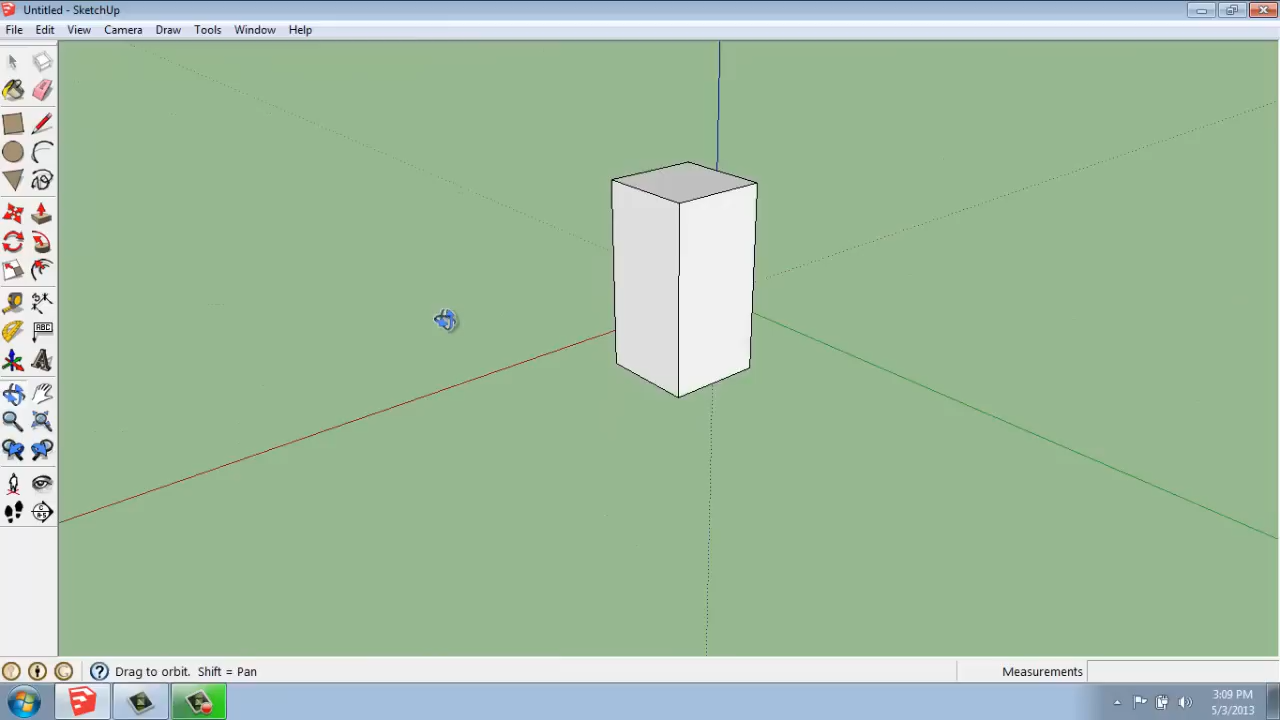 Untitled - SketchUp
File Edit View Camera Draw Tools Window Help
ABC
A
Drag to orbit. Shift = Pan
Measurements
3:09 PM
5/3/2013